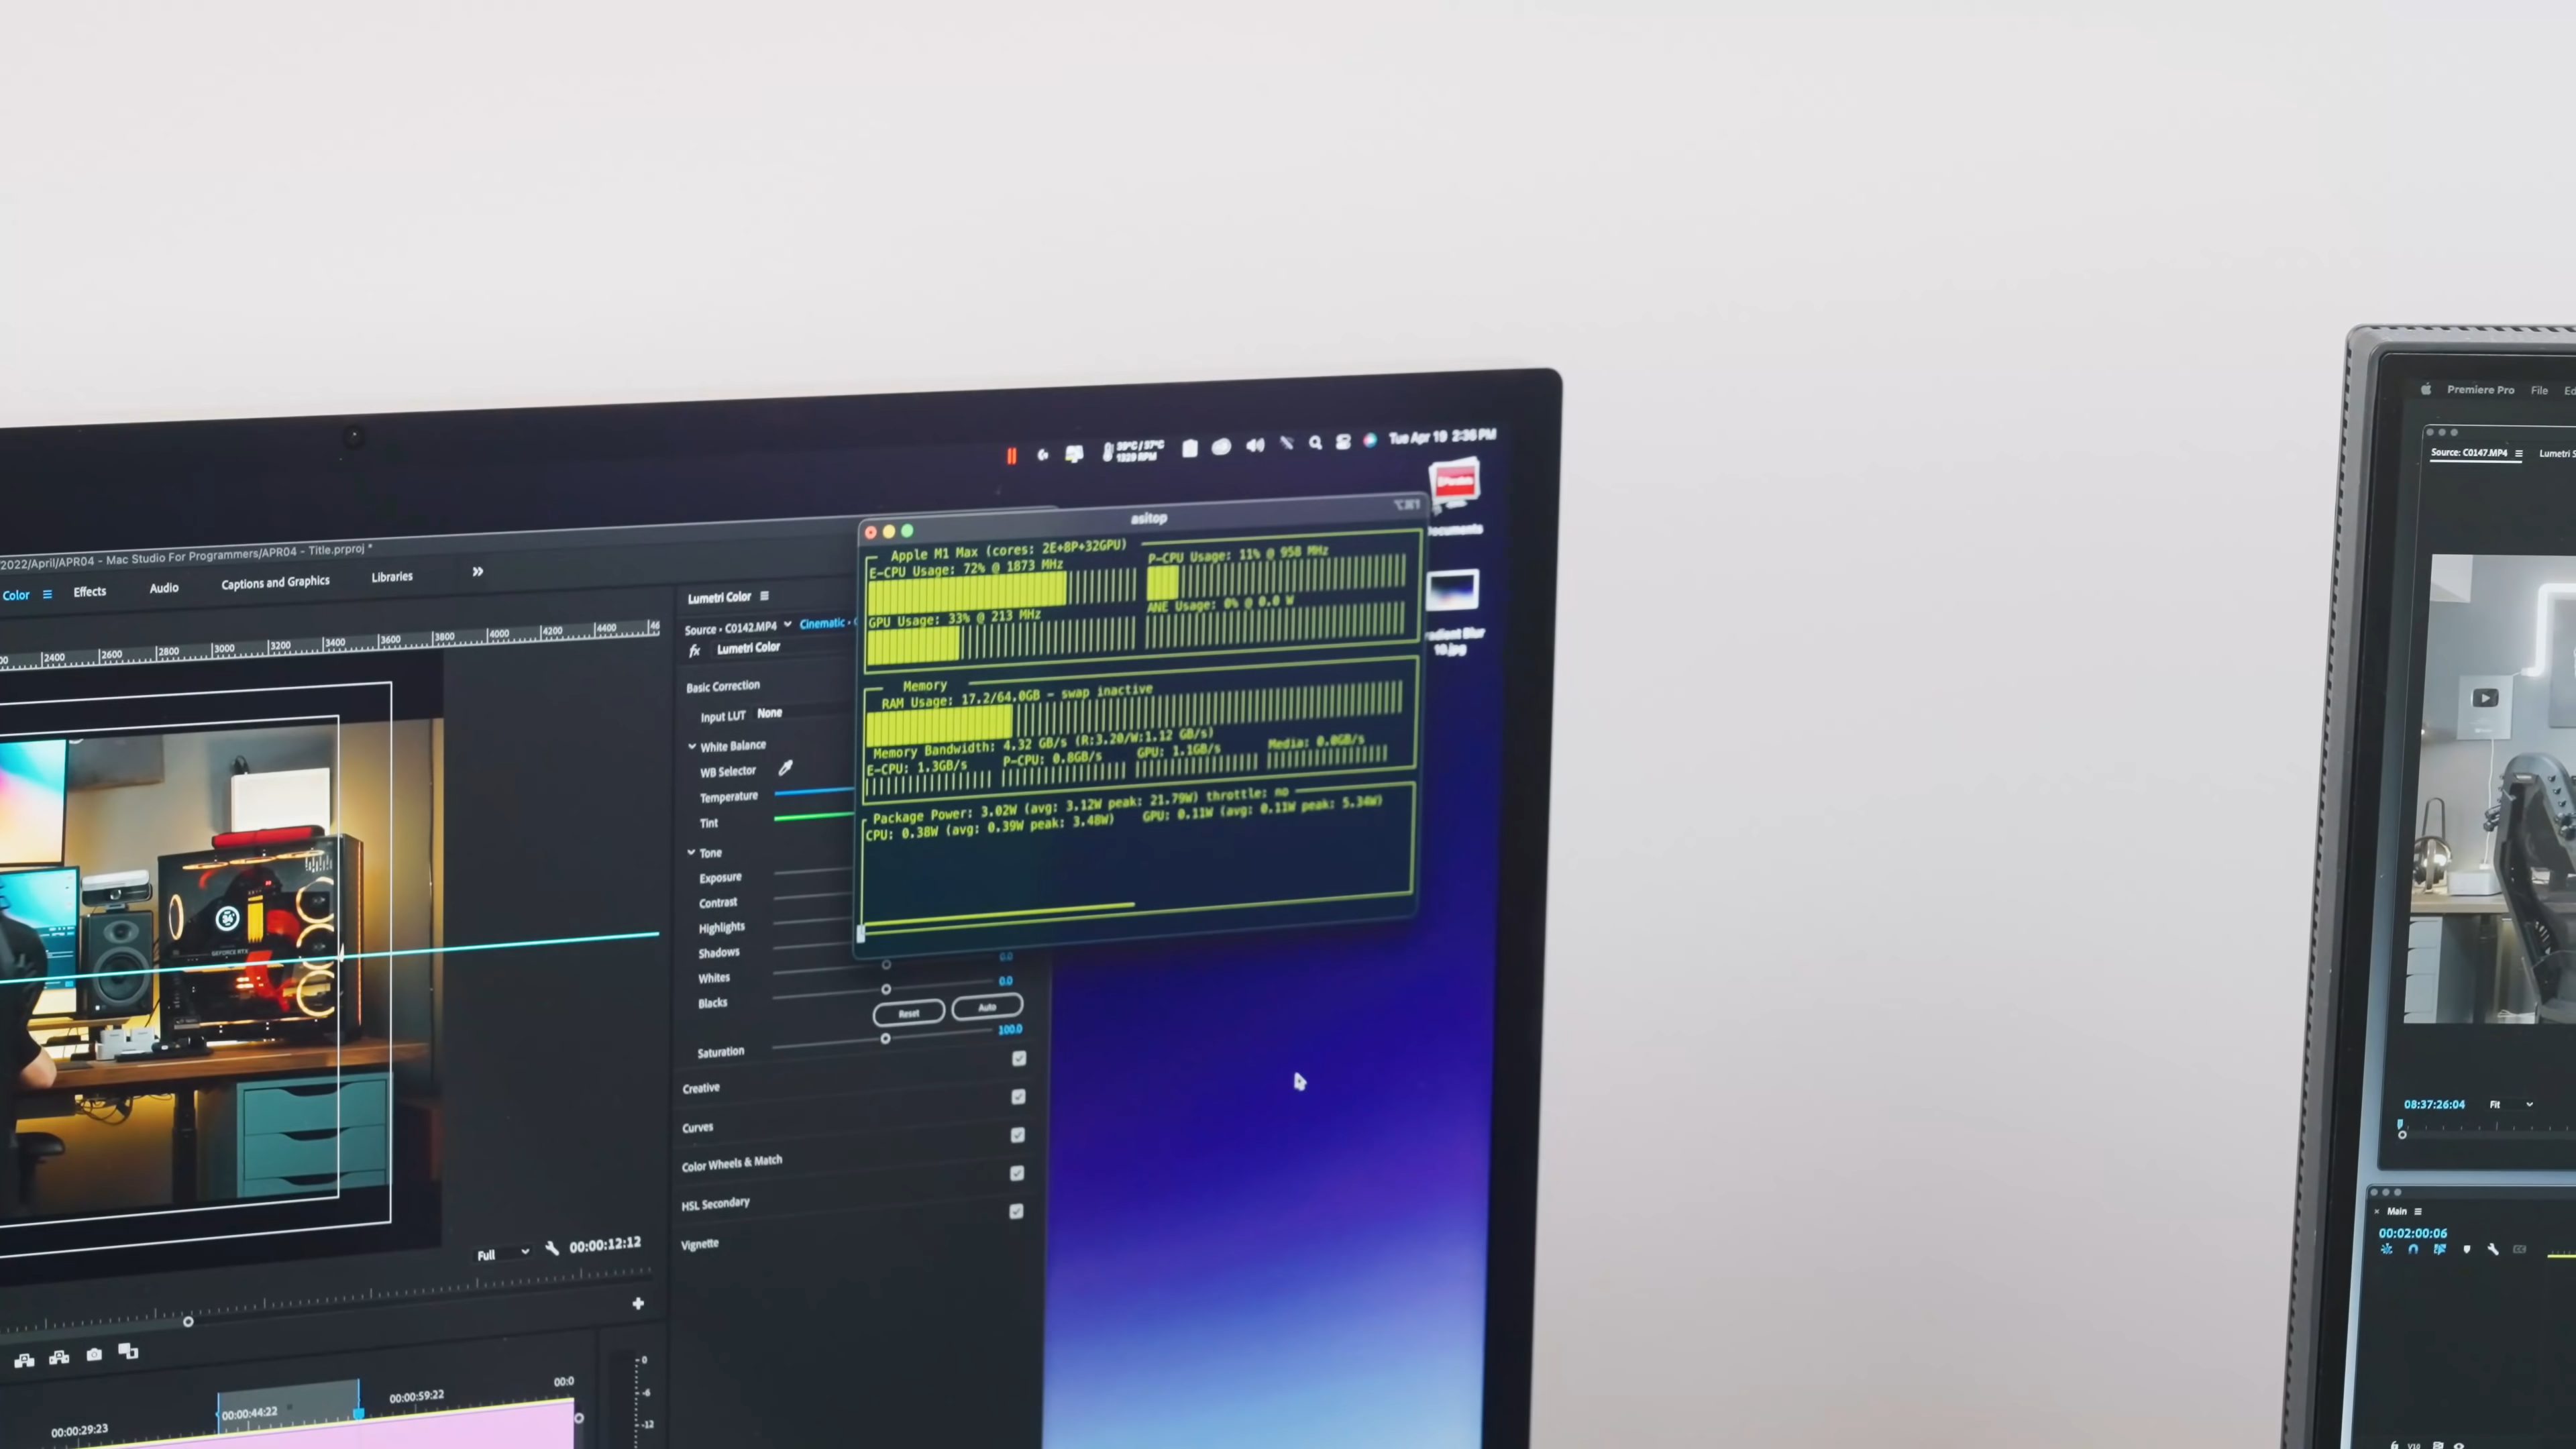 39°C / 37°C
1329 RPM
Tue Apr 19 2:36 PM
2022/April/APR04 - Mac Studio For Programmers/APR04 - Title.prproj *
Color
Effects
Audio
Captions and Graphics
Libraries
2400 2600 2800 3000 3200 3400 3600 3800 4000 4200 4400 46
Lumetri Color
Source • C0142.MP4
Cinematic •
fx Lumetri Color
Basic Correction
Input LUT None
White Balance
WB Selector
Temperature
Tint
Tone
Exposure
Contrast
Highlights
Shadows
Whites
Blacks
0.0
0.0
Reset
Auto
Saturation
100.0
Creative
Curves
Color Wheels & Match
HSL Secondary
Vignette
asitop
Apple M1 Max (cores: 2E+8P+32GPU)
E-CPU Usage: 72% @ 1873 MHz
P-CPU Usage: 11% @ 958 MHz
GPU Usage: 33% @ 213 MHz
ANE Usage: 0% @ 0.0 W
Memory
RAM Usage: 17.2/64.0GB - swap inactive
Memory Bandwidth: 4.32 GB/s (R:3.20/W:1.12 GB/s)
E-CPU: 1.3GB/s
P-CPU: 0.8GB/s
GPU: 1.1GB/s
Media: 0.0GB/s
Package Power: 3.02W (avg: 3.12W peak: 21.79W) throttle: no
CPU: 0.38W (avg: 0.39W peak: 3.48W)
GPU: 0.11W (avg: 0.11W peak: 5.34W)
ocuments
adient Blur
10.jpg
GEFORCE RTX
Full
00:00:12:12
00:00:29:23
00:00:44:22
00:00:59:22
00:0
0
-6
-12
Premiere Pro File Ed
Source: C0147.MP4
Lumetri S
08:37:26:04
Fit
× Main
00:02:00:06
V10